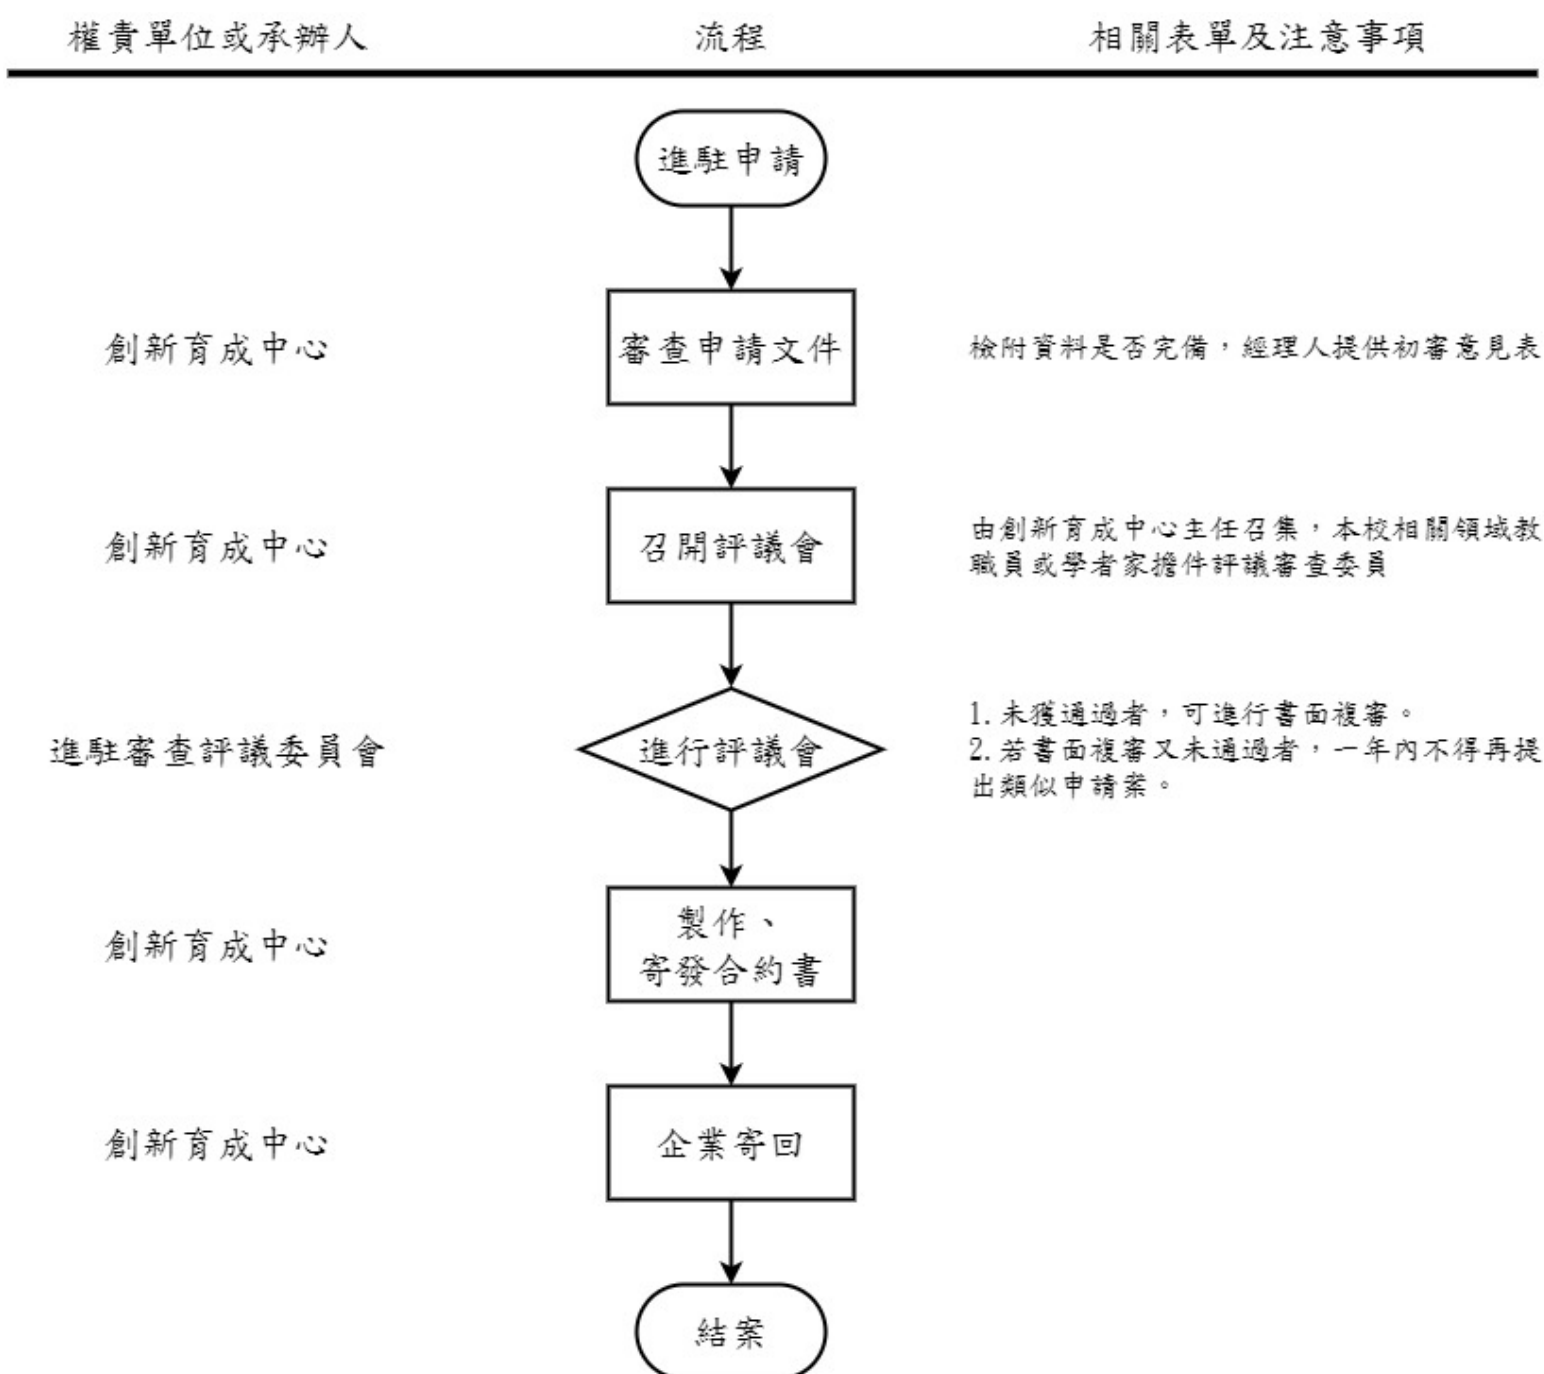 權責單位或承辦人 流程 相關表單及注意事項
進駐申請
創新育成中心 審查申請文件 檢附資料是否完備，經理人提供初審意見表
創新育成中心 召開評議會 由創新育成中心主任召集，本校相關領域教
職員或學者家擔件評議審查委員
進駐審查評議委員會 進行評議會 1. 未獲通過者，可進行書面複審。
2. 若書面複審又未通過者，一年內不得再提
出類似申請案。
創新育成中心 製作、
寄發合約書
創新育成中心 企業寄回
結案